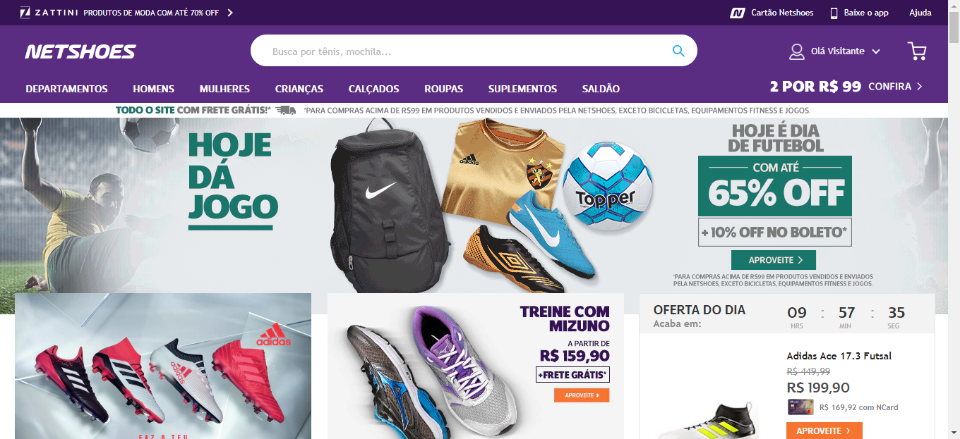 ZATTINI PRODUTOS DE MODA COM ATÉ 70% OFF
Cartão Netshoes
Baixe o app
Ajuda
NETSHOES
Busca por tênis, mochila...
Olá Visitante
DEPARTAMENTOS HOMENS MULHERES CRIANÇAS CALÇADOS ROUPAS SUPLEMENTOS SALDÃO
2 POR R$ 99 CONFIRA
TODO O SITE COM FRETE GRÁTIS!* *PARA COMPRAS ACIMA DE R$99 EM PRODUTOS VENDIDOS E ENVIADOS PELA NETSHOES. EXCETO BICICLETAS, EQUIPAMENTOS FITNESS E JOGOS.
HOJE
DÁ
JOGO
adidas
Topper
HOJE É DIA
DE FUTEBOL
COM ATÉ
65% OFF
+10% OFF NO BOLETO*
APROVEITE
*PARA COMPRAS ACIMA DE R$99 EM PRODUTOS VENDIDOS E ENVIADOS
PELA NETSHOES. EXCETO BICICLETAS, EQUIPAMENTOS FITNESS E JOGOS.
adidas
TREINE COM
MIZUNO
A PARTIR DE
R$ 159,90
+FRETE GRÁTIS*
APROVEITE
OFERTA DO DIA
Acaba em:
09 : 57 : 35
HRS MIN SEG
Adidas Ace 17.3 Futsal
R$ 449,99
R$ 199,90
R$ 169,92 com NCard
APROVEITE